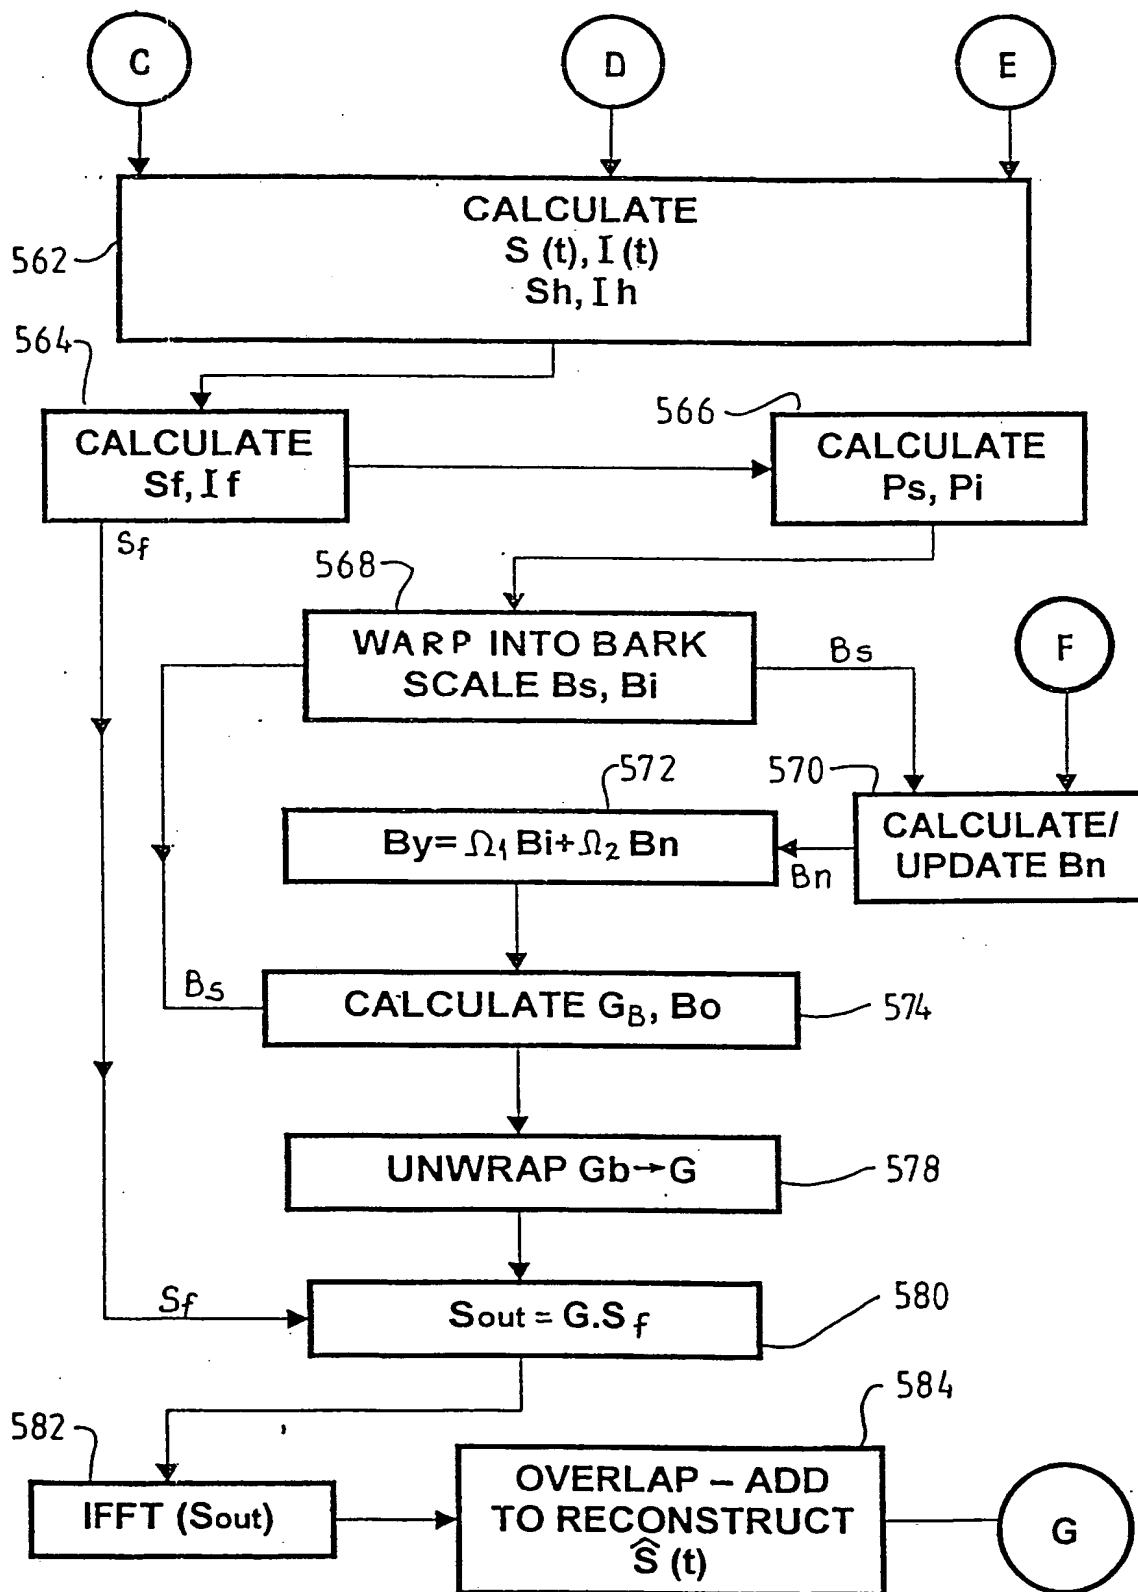 C
D
E
CALCULATE
S (t), I (t)
Sh, I h
562
564
CALCULATE
Sf, I f
566
CALCULATE
Ps, Pi
Sf
568
WARP INTO BARK
SCALE Bs, Bi
Bs
F
572
570
By= Ω1 Bi+Ω2 Bn
Bn
CALCULATE/
UPDATE Bn
Bs
CALCULATE GB, Bo
574
UNWRAP Gb→G
578
Sf
Sout = G.Sf
580
582
584
IFFT (Sout)
OVERLAP – ADD
TO RECONSTRUCT
Ŝ (t)
G